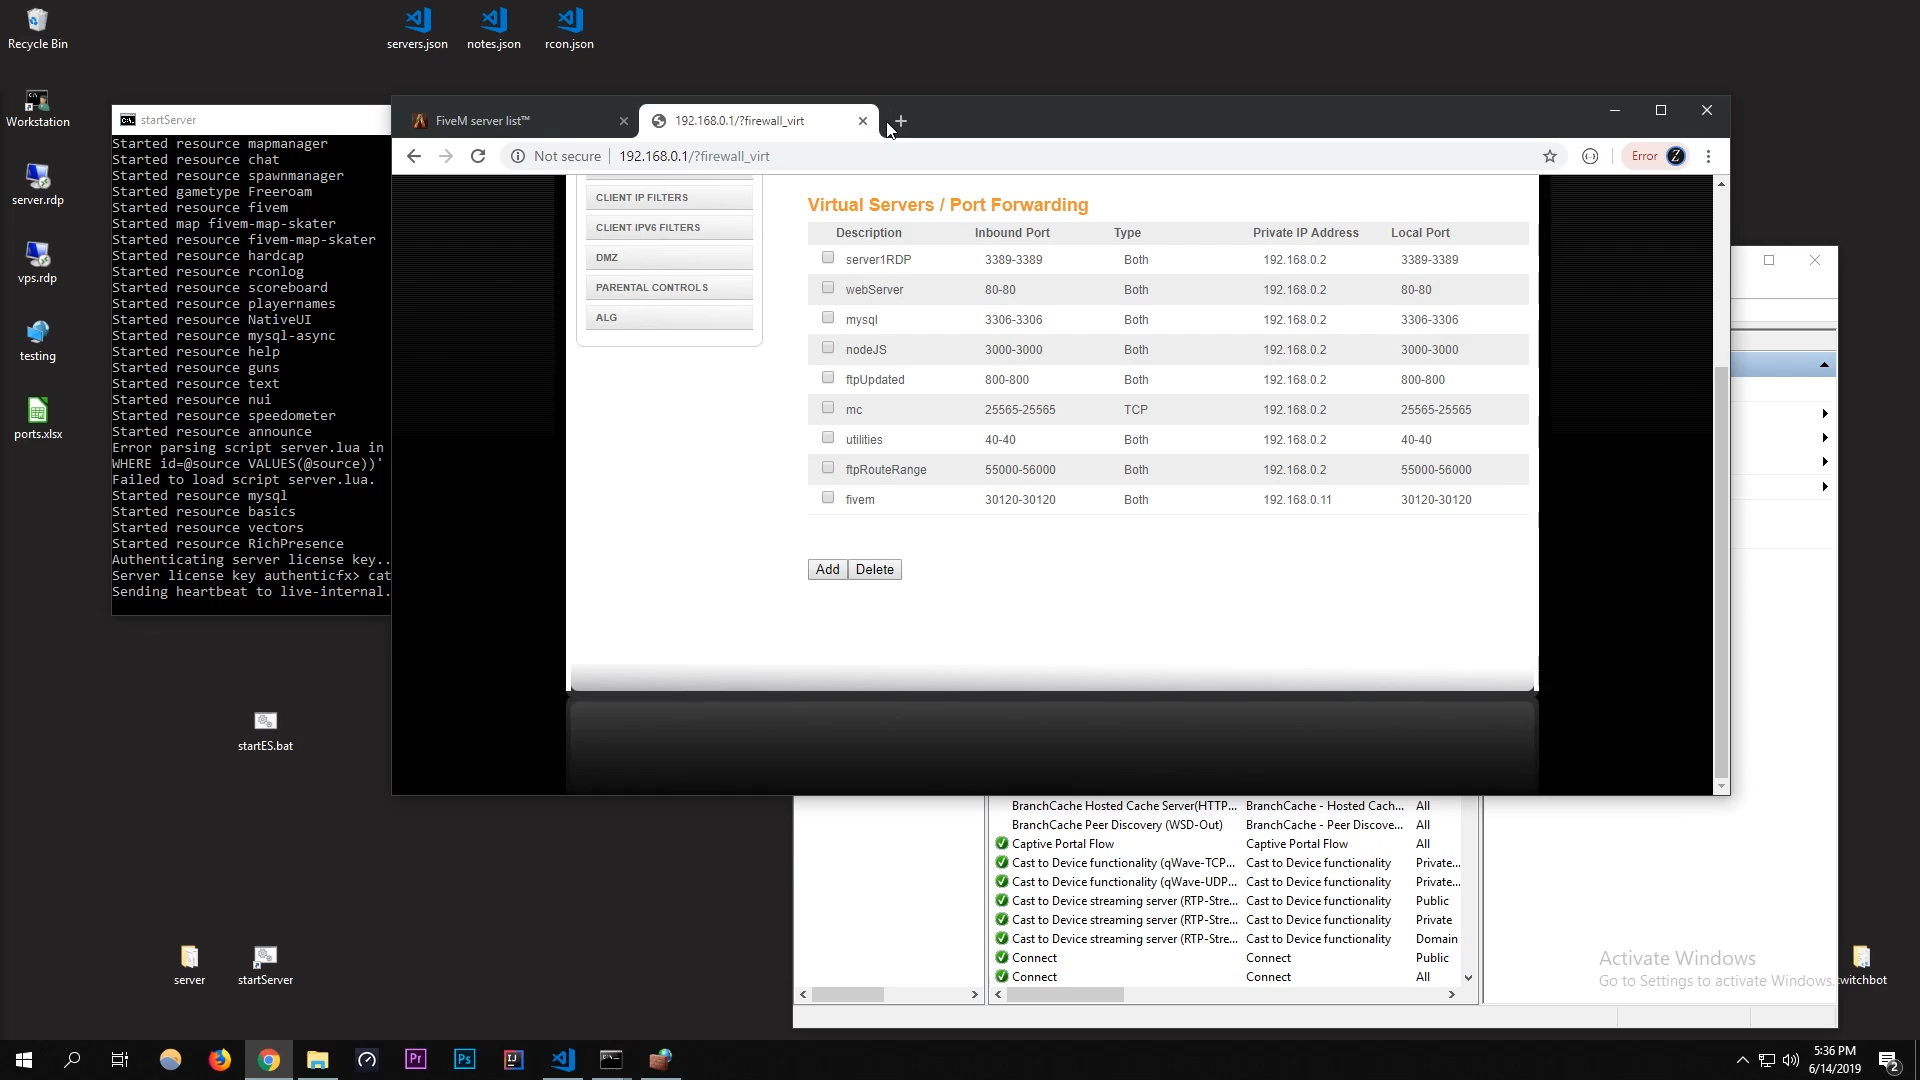 Recycle Bin
servers.json
notes.json
rcon.json
Workstation
server.rdp
vps.rdp
testing
ports.xlsx
startES.bat
server
startServer
startServer
Started resource mapmanager
Started resource chat
Started resource spawnmanager
Started gametype Freeroam
Started resource fivem
Started map fivem-map-skater
Started resource fivem-map-skater
Started resource hardcap
Started resource rconlog
Started resource scoreboard
Started resource playernames
Started resource NativeUI
Started resource mysql-async
Started resource help
Started resource guns
Started resource text
Started resource nui
Started resource speedometer
Started resource announce
Error parsing script server.lua in
WHERE id=@source VALUES(@source))'
Failed to load script server.lua.
Started resource mysql
Started resource basics
Started resource vectors
Started resource RichPresence
Authenticating server license key..
Server license key authenticfx> cat
Sending heartbeat to live-internal.
FiveM server list™
192.168.0.1/?firewall_virt
Not secure
192.168.0.1/?firewall_virt
Error
Z
CLIENT IP FILTERS
CLIENT IPV6 FILTERS
DMZ
PARENTAL CONTROLS
ALG
Virtual Servers / Port Forwarding
Description Inbound Port Type Private IP Address Local Port
server1RDP 3389-3389 Both 192.168.0.2 3389-3389
webServer 80-80 Both 192.168.0.2 80-80
mysql 3306-3306 Both 192.168.0.2 3306-3306
nodeJS 3000-3000 Both 192.168.0.2 3000-3000
ftpUpdated 800-800 Both 192.168.0.2 800-800
mc 25565-25565 TCP 192.168.0.2 25565-25565
utilities 40-40 Both 192.168.0.2 40-40
ftpRouteRange 55000-56000 Both 192.168.0.2 55000-56000
fivem 30120-30120 Both 192.168.0.11 30120-30120
Add Delete
BranchCache Hosted Cache Server(HTTP... BranchCache - Hosted Cach... All
BranchCache Peer Discovery (WSD-Out) BranchCache - Peer Discove... All
Captive Portal Flow Captive Portal Flow All
Cast to Device functionality (qWave-TCP... Cast to Device functionality Private...
Cast to Device functionality (qWave-UDP... Cast to Device functionality Private...
Cast to Device streaming server (RTP-Stre... Cast to Device functionality Public
Cast to Device streaming server (RTP-Stre... Cast to Device functionality Private
Cast to Device streaming server (RTP-Stre... Cast to Device functionality Domain
Connect Connect Public
Connect Connect All
Activate Windows
Go to Settings to activate Windows.
witchbot
Pr
Ps
IJ
5:36 PM
6/14/2019
2